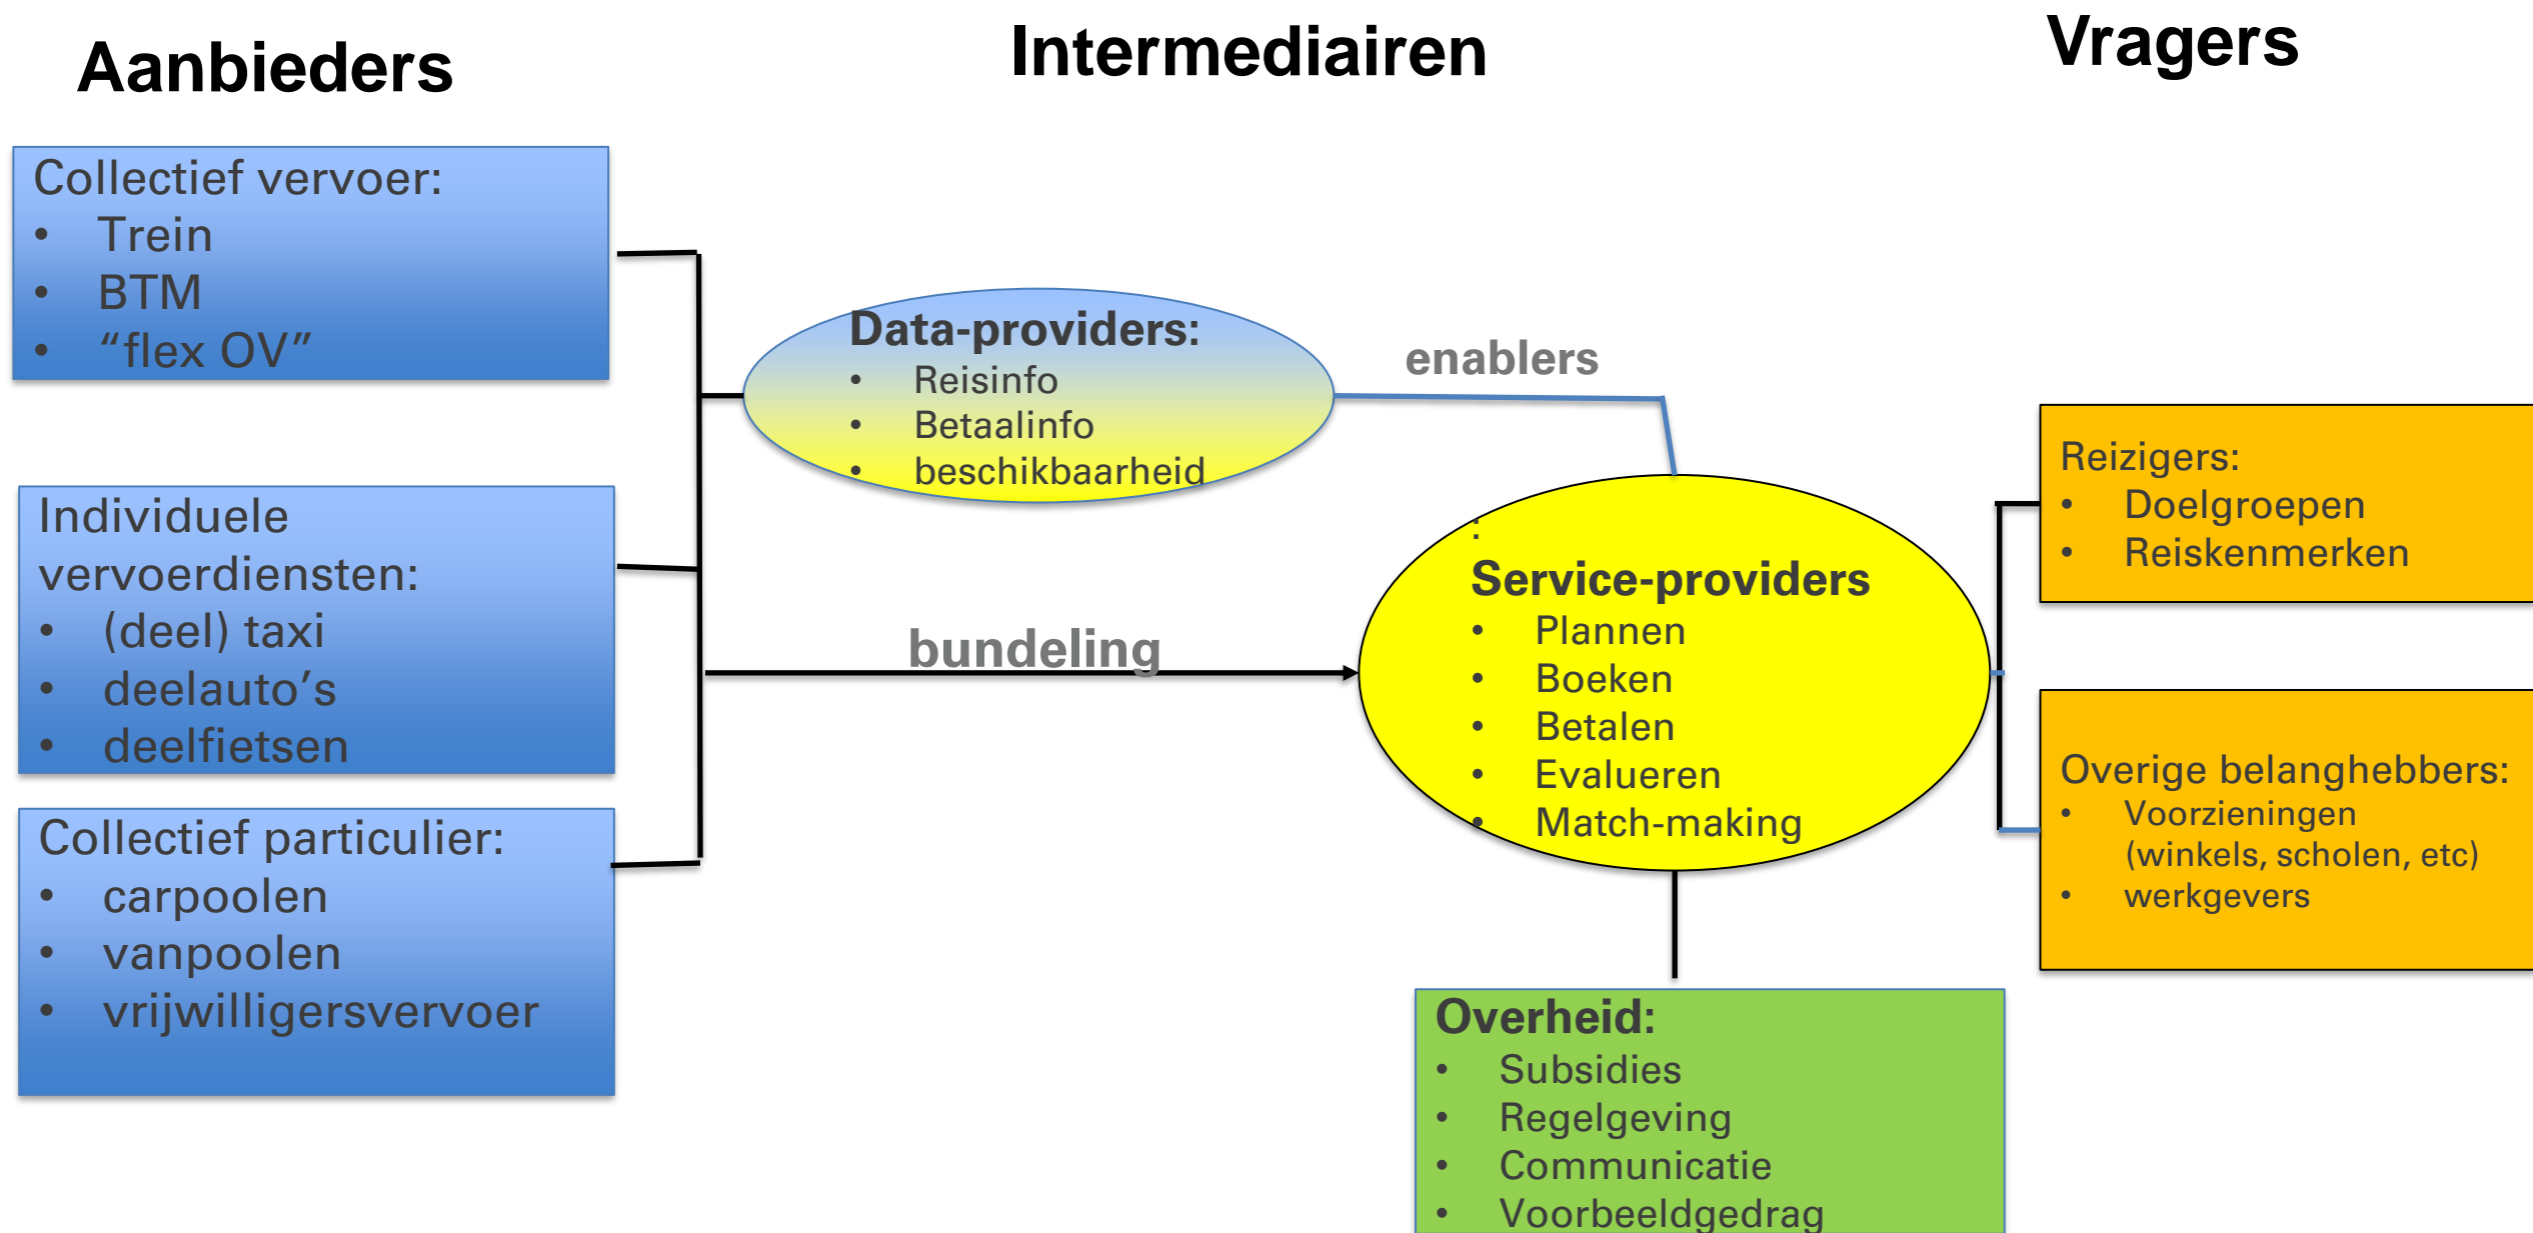 Aanbieders
Intermediairen
Vragers
Collectief vervoer:
• Trein
• BTM
• “flex OV”
Individuele
vervoerdiensten:
• (deel) taxi
• deelauto’s
• deelfietsen
Collectief particulier:
• carpoolen
• vanpoolen
• vrijwilligersvervoer
Data-providers:
• Reisinfo
• Betaalinfo
• beschikbaarheid
enablers
bundeling
:
Service-providers
• Plannen
• Boeken
• Betalen
• Evalueren
• Match-making
Overheid:
• Subsidies
• Regelgeving
• Communicatie
• Voorbeeldgedrag
Reizigers:
• Doelgroepen
• Reiskenmerken
Overige belanghebbers:
• Voorzieningen
(winkels, scholen, etc)
• werkgevers